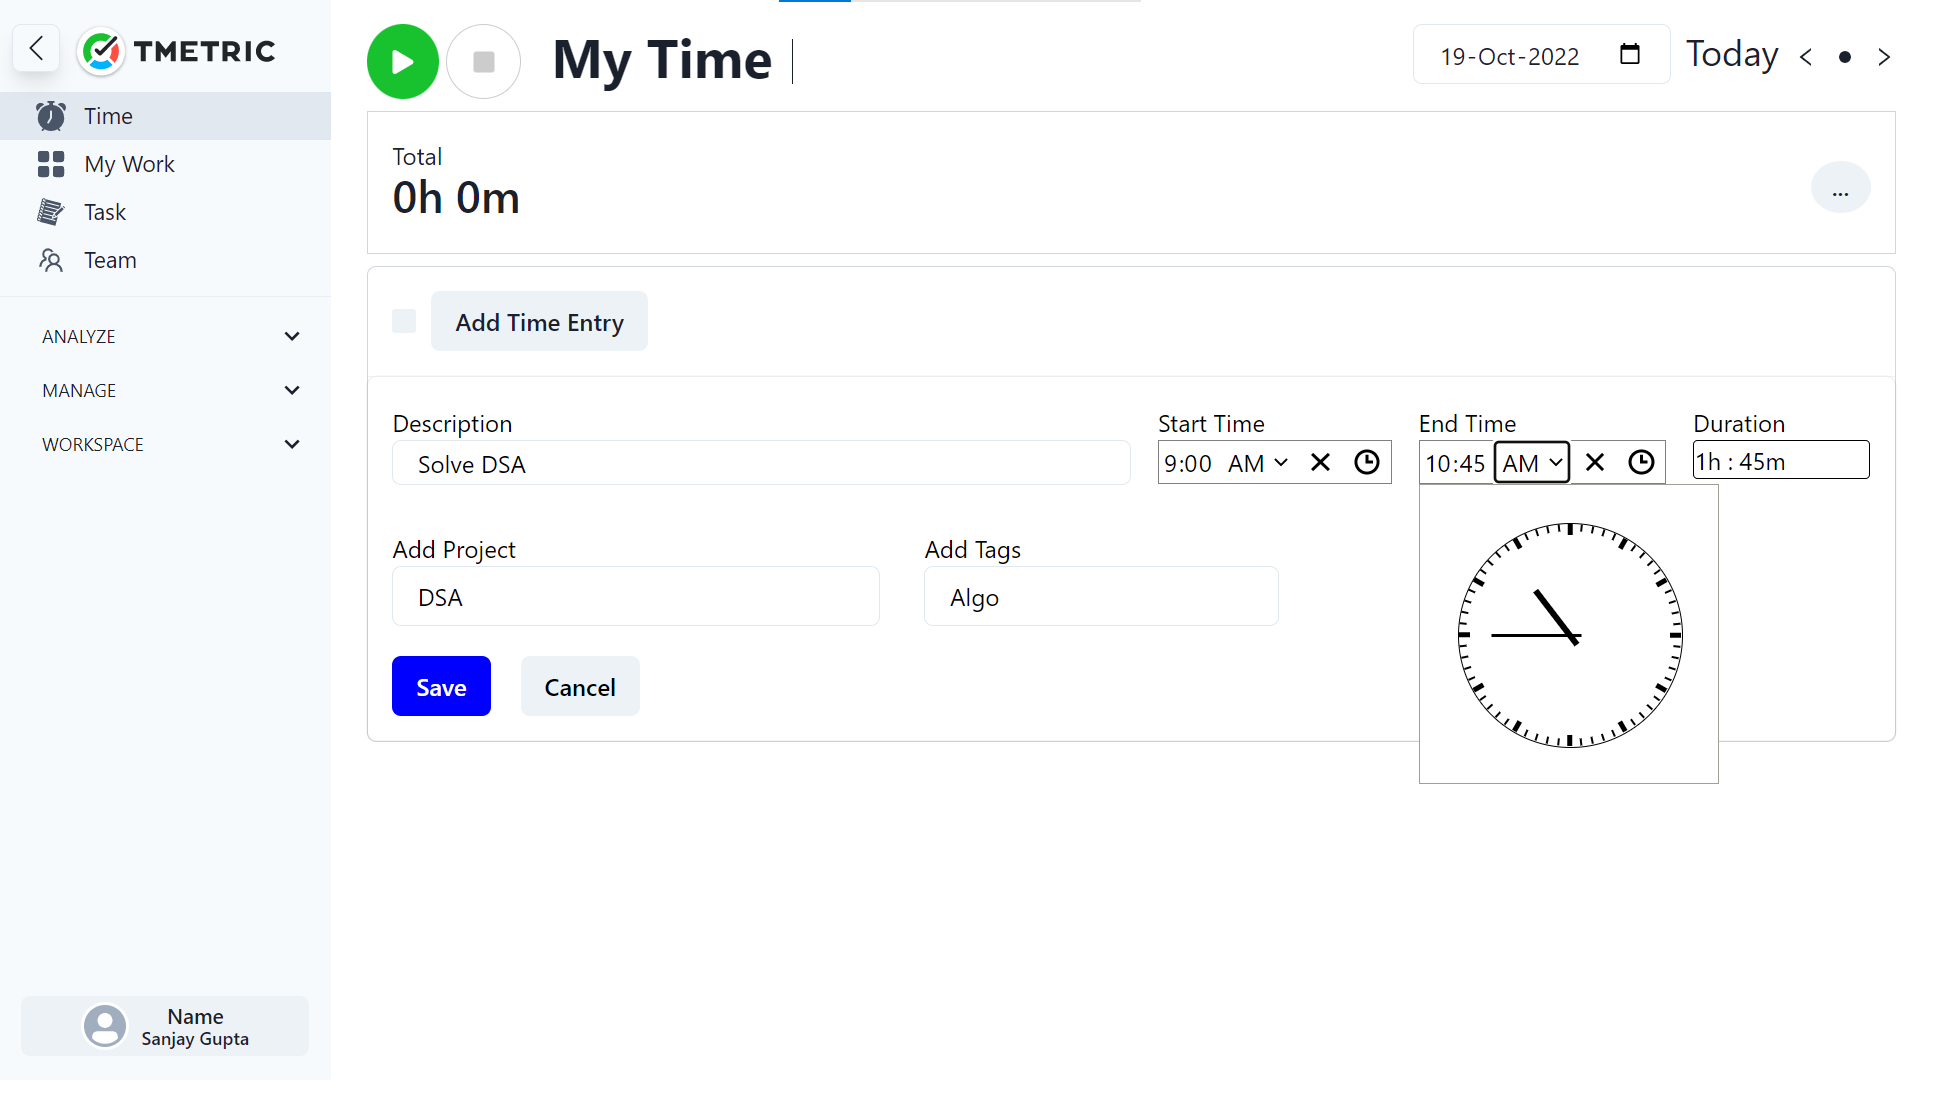 TMETRIC
Time
My Work
Task
Team
ANALYZE
MANAGE
WORKSPACE
Name
Sanjay Gupta
My Time
19-Oct-2022
Today
Total
0h 0m
...
Add Time Entry
Description
Solve DSA
Start Time
9:00 AM
End Time
10:45 AM
Duration
1h : 45m
Add Project
DSA
Add Tags
Algo
Save
Cancel